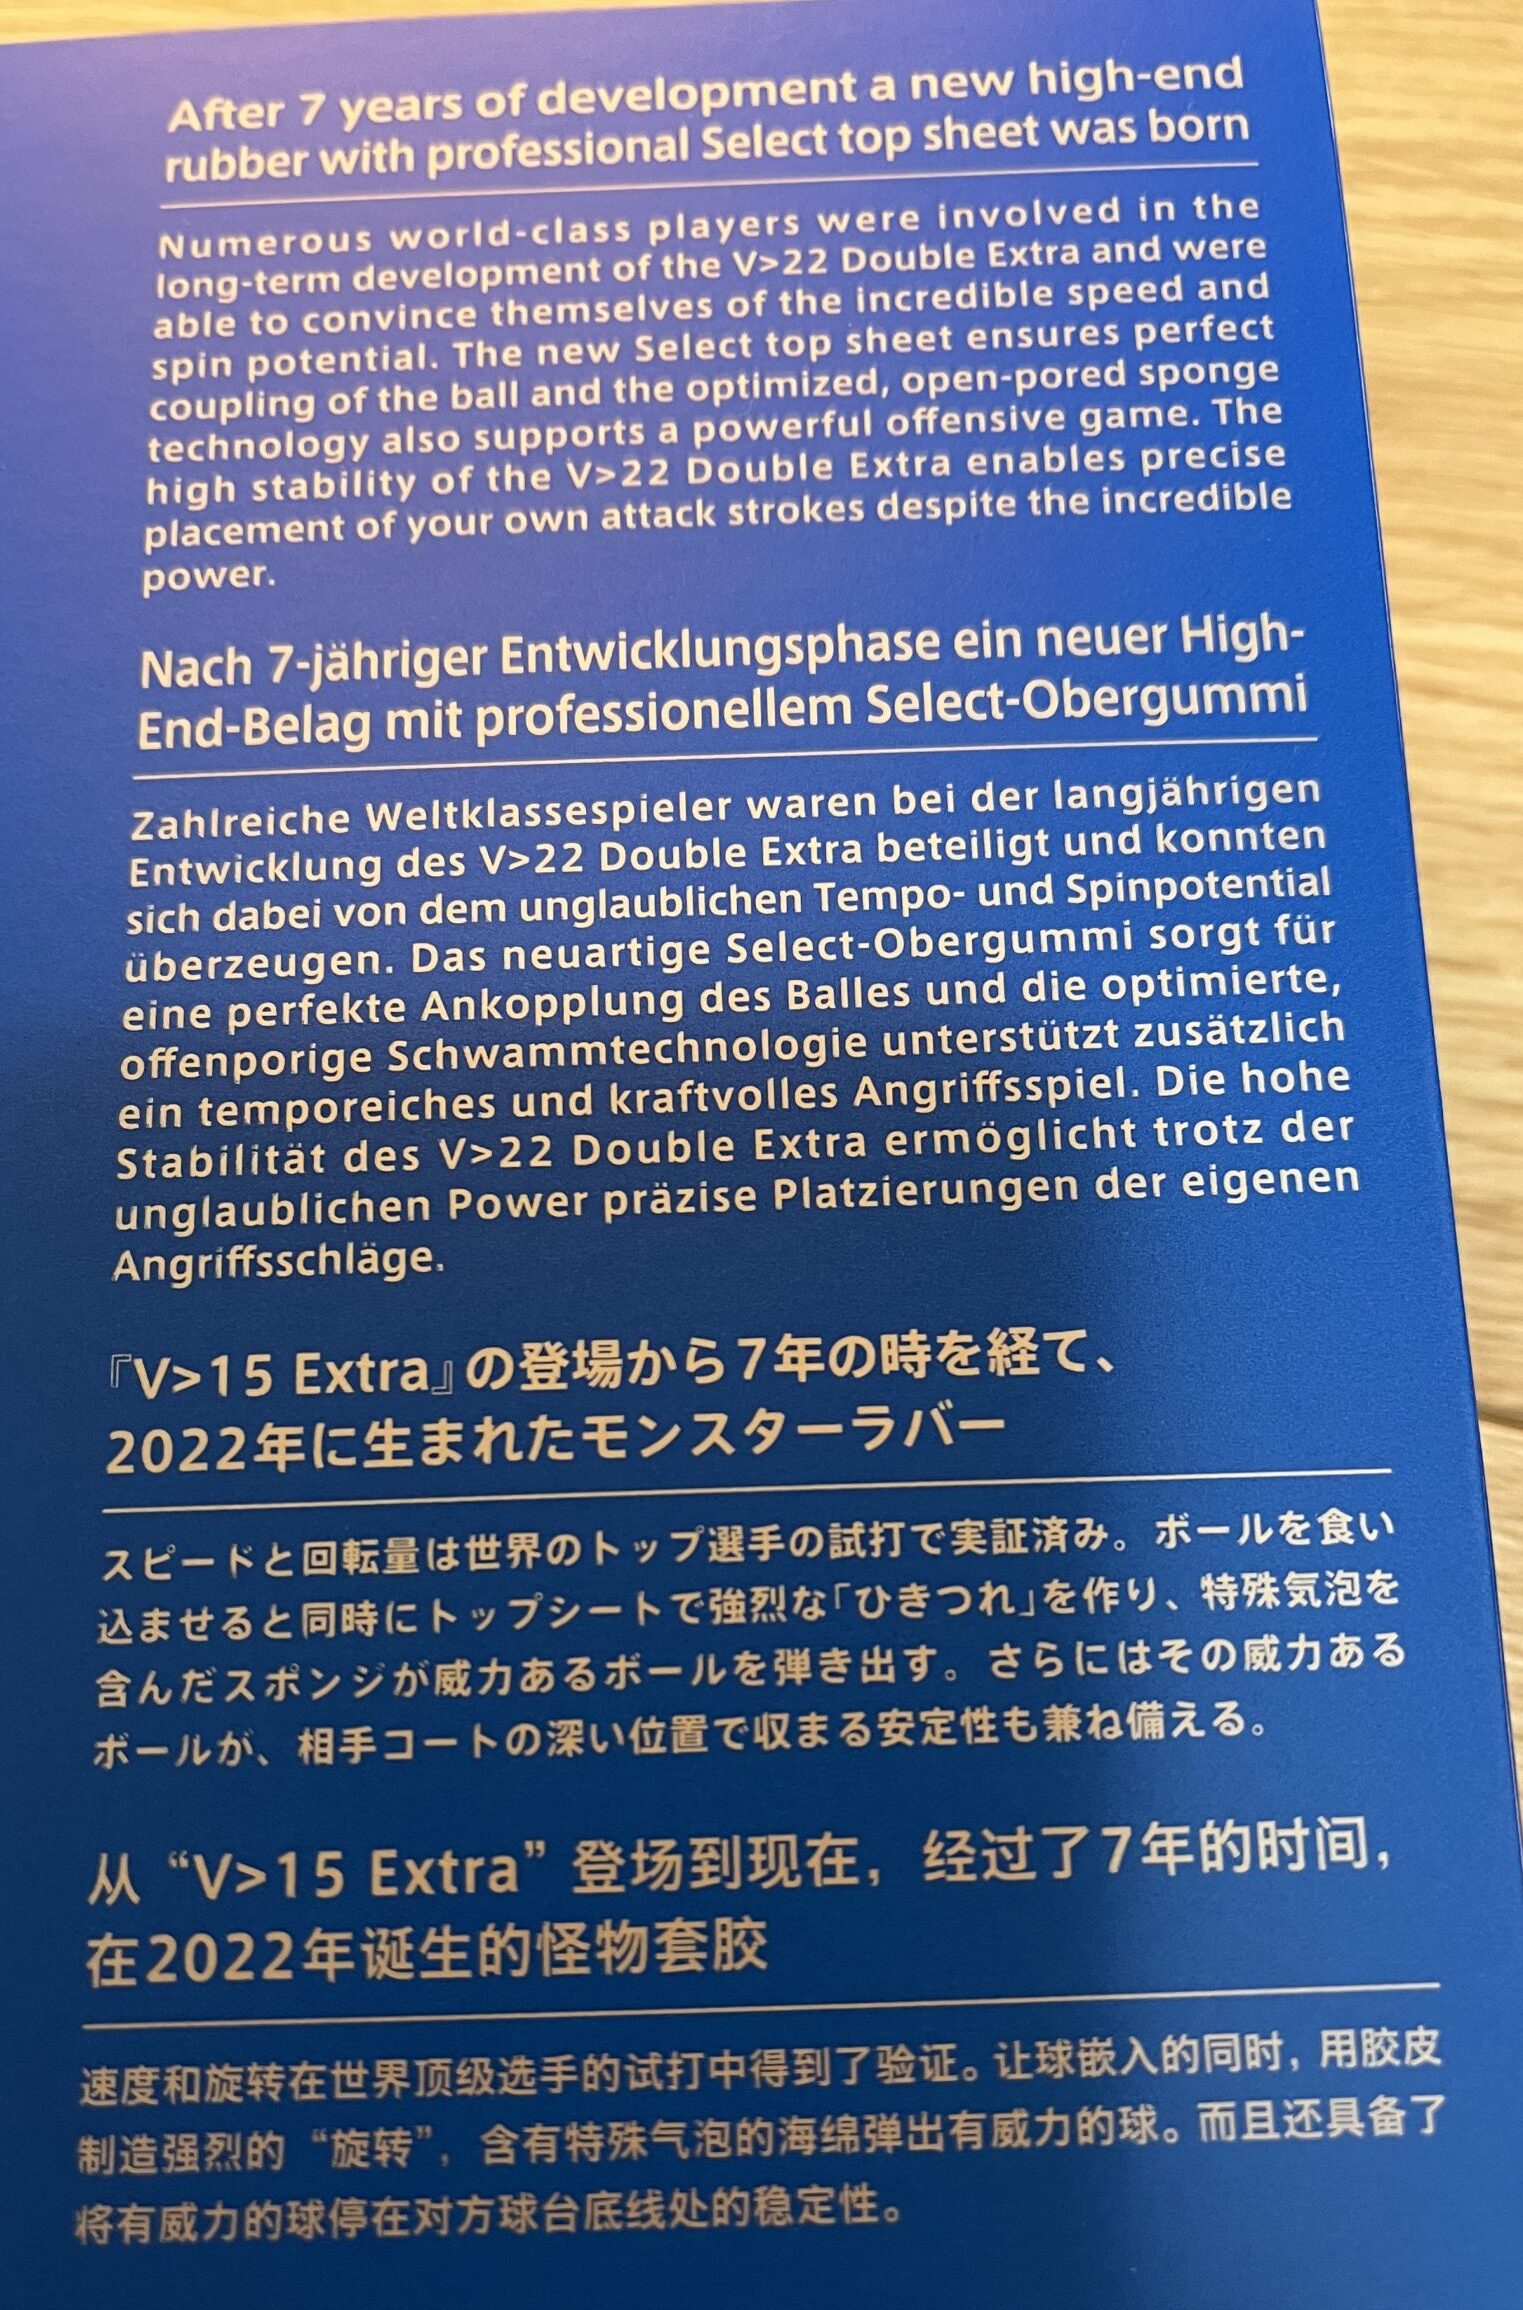 After 7 years of development a new high-end
rubber with professional Select top sheet was born
Numerous world-class players were involved in the
long-term development of the V>22 Double Extra and were
able to convince themselves of the incredible speed and
spin potential. The new Select top sheet ensures perfect
coupling of the ball and the optimized, open-pored sponge
technology also supports a powerful offensive game. The
high stability of the V>22 Double Extra enables precise
placement of your own attack strokes despite the incredible
power.
Nach 7-jähriger Entwicklungsphase ein neuer High-
End-Belag mit professionellem Select-Obergummi
Zahlreiche Weltklassespieler waren bei der langjährigen
Entwicklung des V>22 Double Extra beteiligt und konnten
sich dabei von dem unglaublichen Tempo- und Spinpotential
überzeugen. Das neuartige Select-Obergummi sorgt für
eine perfekte Ankopplung des Balles und die optimierte,
offenporige Schwammtechnologie unterstützt zusätzlich
ein temporeiches und kraftvolles Angriffsspiel. Die hohe
Stabilität des V>22 Double Extra ermöglicht trotz der
unglaublichen Power präzise Platzierungen der eigenen
Angriffsschläge.
『V>15 Extra』の登場から7年の時を経て、
2022年に生まれたモンスターラバー
スピードと回転量は世界のトップ選手の試打で実証済み。ボールを食い
込ませると同時にトップシートで強烈な「ひきつれ」を作り、特殊気泡を
含んだスポンジが威力あるボールを弾き出す。さらにはその威力ある
ボールが、相手コートの深い位置で収まる安定性も兼ね備える。
从 “V>15 Extra” 登场到现在，经过了7年的时间，
在2022年诞生的怪物套胶
速度和旋转在世界顶级选手的试打中得到了验证。让球嵌入的同时，用胶皮
制造强烈的 “旋转”，含有特殊气泡的海绵弹出有威力的球。而且还具备了
将有威力的球停在对方球台底线处的稳定性。